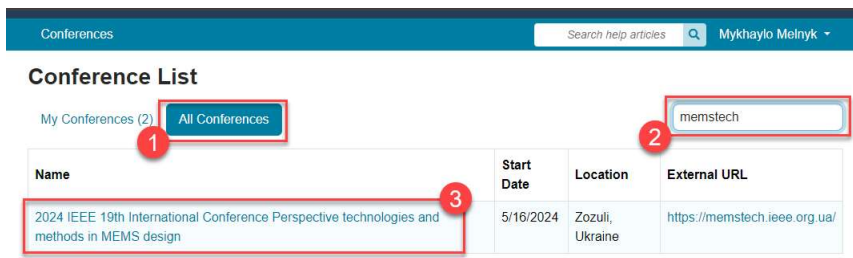 Conferences
Search help articles
Mykhaylo Melnyk
Conference List
My Conferences (2)
All Conferences
memstech
1
2
Name
Start Date
Location
External URL
3
2024 IEEE 19th International Conference Perspective technologies and
methods in MEMS design
5/16/2024
Zozuli,
Ukraine
https://memstech.ieee.org.ua/